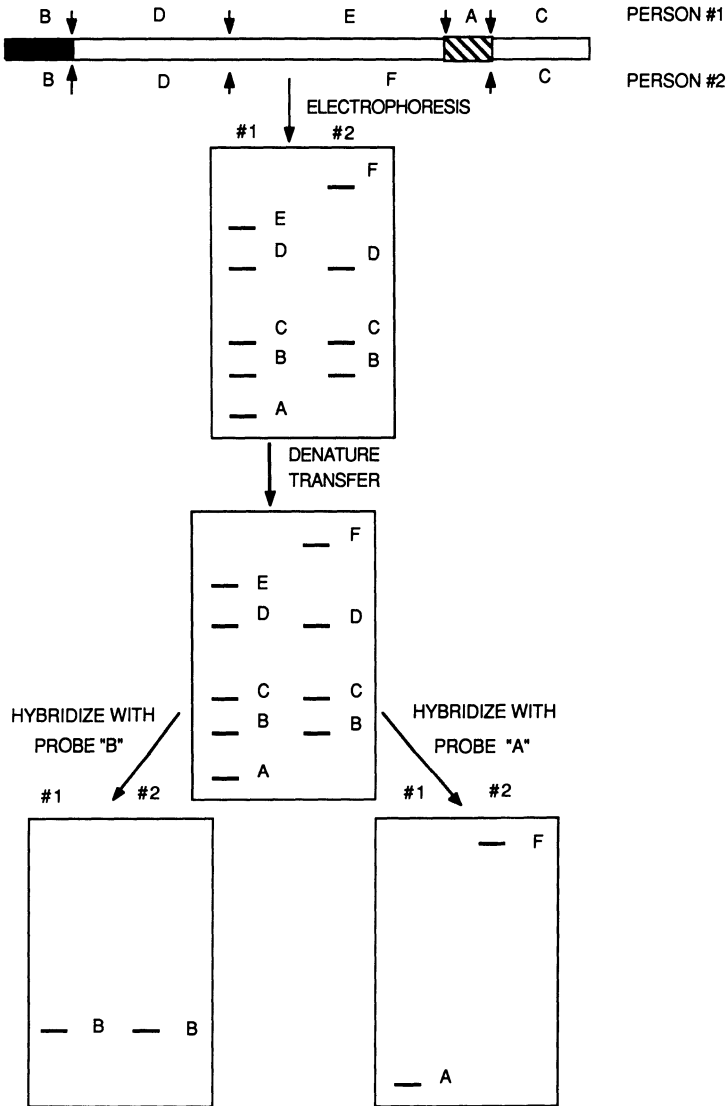 B D E A C PERSON #1
B D F C PERSON #2
ELECTROPHORESIS
#1 #2
F
E
D D
C C
B B
A
DENATURE
TRANSFER
F
E
D D
C C
B B
A
HYBRIDIZE WITH
PROBE "B"
HYBRIDIZE WITH
PROBE "A"
#1 #2
#1 #2
F
B B
A